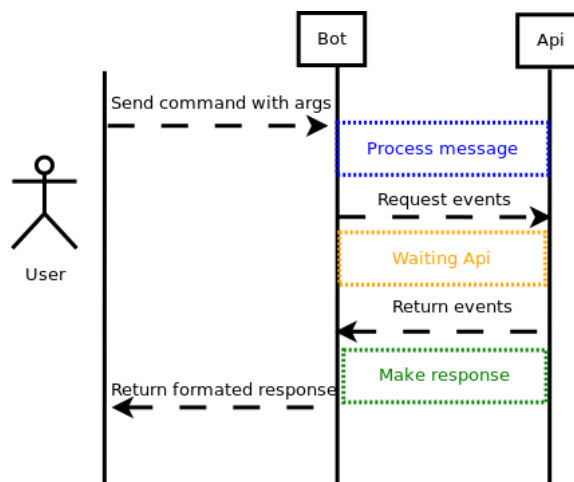 Bot
Api
Send command with args
Process message
Request events
User
Waiting Api
Return events
Make response
Return formated response